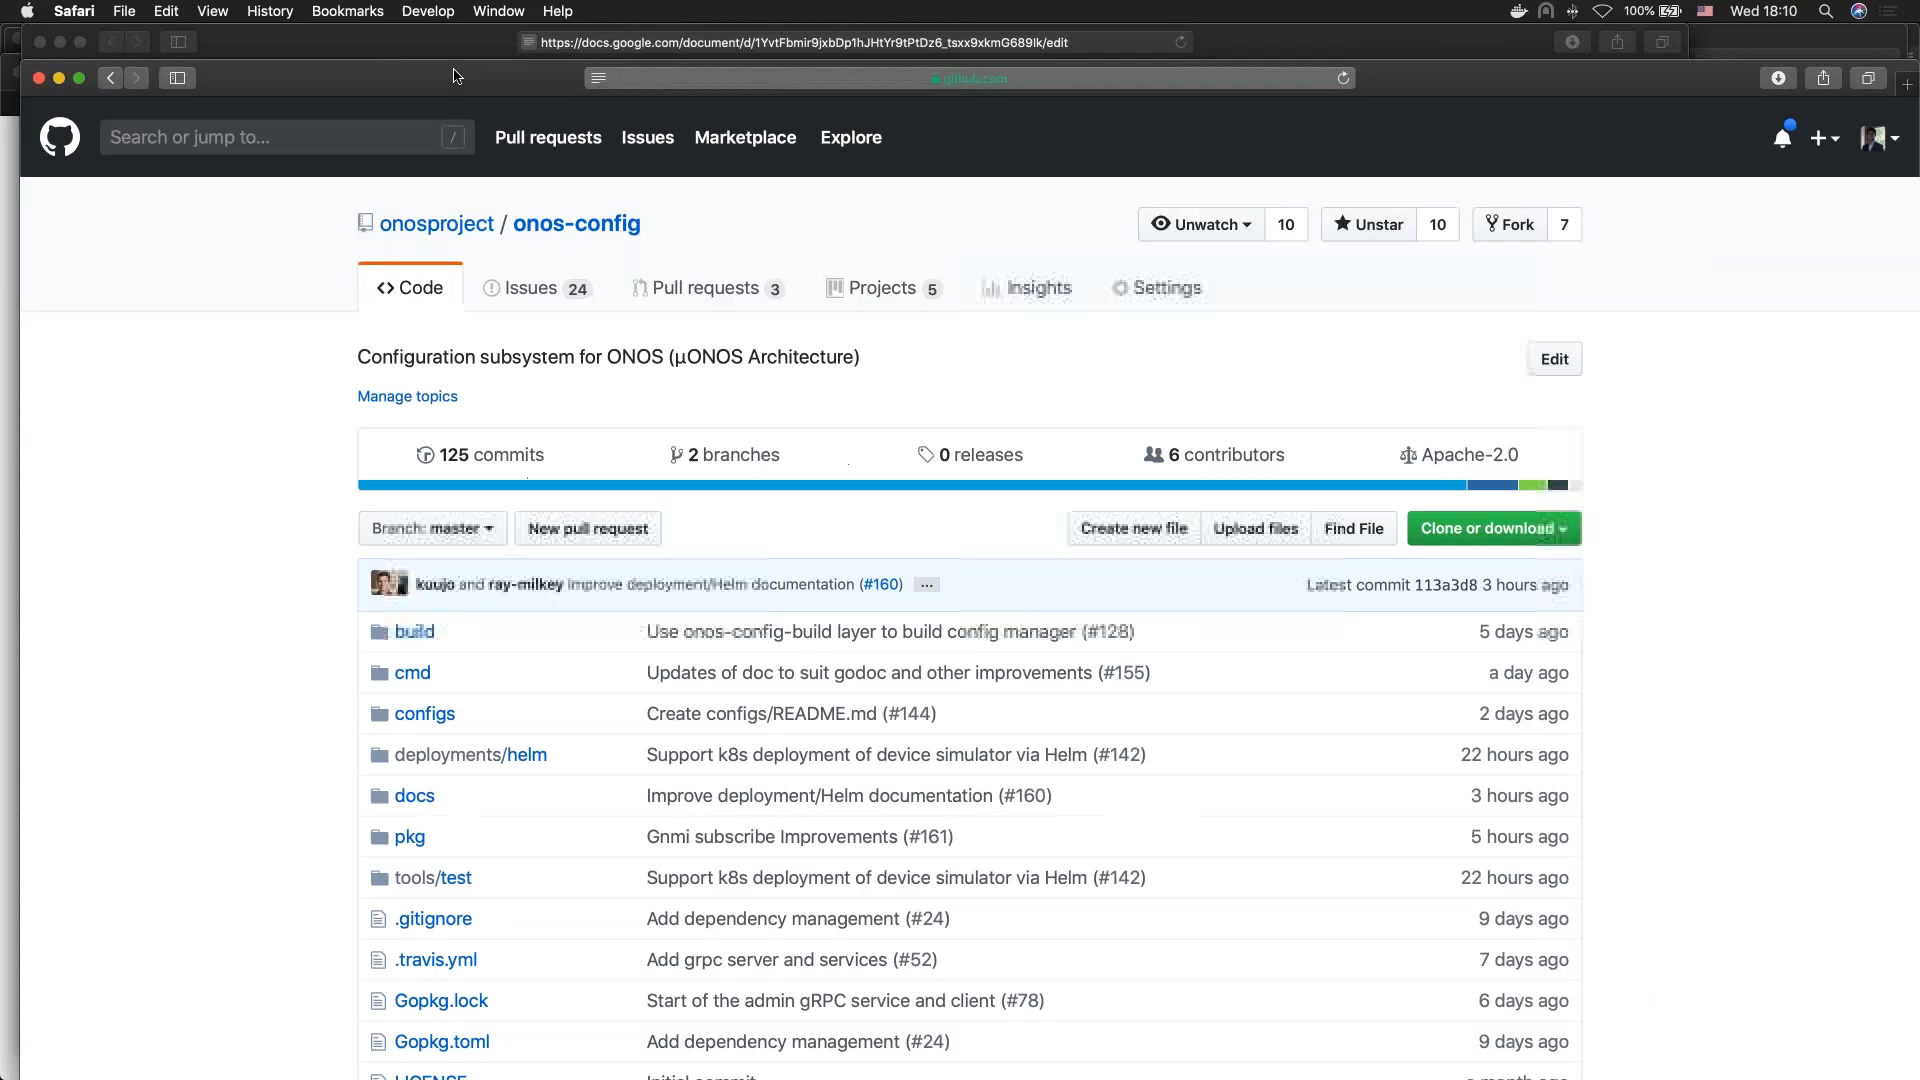 Safari File Edit View History Bookmarks Develop Window Help 100% Wed 18:10
https://docs.google.com/document/d/1YvtFbmir9jxbDp1hJHtYr9tPtDz6_tsxx9xkmG689Ik/edit
github.com
Search or jump to... / Pull requests Issues Marketplace Explore
onosproject / onos-config Unwatch 10 Unstar 10 Fork 7
Code Issues 24 Pull requests 3 Projects 5 Insights Settings
Configuration subsystem for ONOS (µONOS Architecture) Edit
Manage topics
125 commits 2 branches 0 releases 6 contributors Apache-2.0
Branch: master New pull request Create new file Upload files Find File Clone or download
kuujo and ray-milkey Improve deployment/Helm documentation (#160) ... Latest commit 113a3d8 3 hours ago
build Use onos-config-build layer to build config manager (#128) 5 days ago
cmd Updates of doc to suit godoc and other improvements (#155) a day ago
configs Create configs/README.md (#144) 2 days ago
deployments/helm Support k8s deployment of device simulator via Helm (#142) 22 hours ago
docs Improve deployment/Helm documentation (#160) 3 hours ago
pkg Gnmi subscribe Improvements (#161) 5 hours ago
tools/test Support k8s deployment of device simulator via Helm (#142) 22 hours ago
.gitignore Add dependency management (#24) 9 days ago
.travis.yml Add grpc server and services (#52) 7 days ago
Gopkg.lock Start of the admin gRPC service and client (#78) 6 days ago
Gopkg.toml Add dependency management (#24) 9 days ago
LICENSE Initial commit a month ago